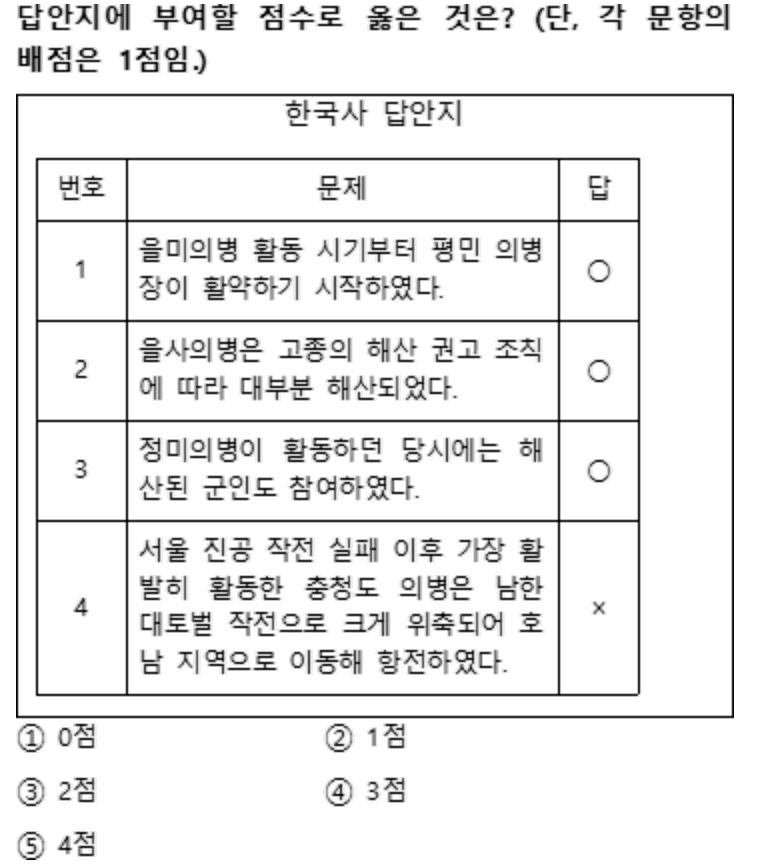 답안지에 부여할 점수로 옳은 것은? (단, 각 문항의
배점은 1점임.)
한국사 답안지
번호 문제 답
1 을미의병 활동 시기부터 평민 의병
장이 활약하기 시작하였다. ○
2 을사의병은 고종의 해산 권고 조칙
에 따라 대부분 해산되었다. ○
3 정미의병이 활동하던 당시에는 해
산된 군인도 참여하였다. ○
4 서울 진공 작전 실패 이후 가장 활
발히 활동한 충청도 의병은 남한
대토벌 작전으로 크게 위축되어 호
남 지역으로 이동해 항전하였다. ×
① 0점 ② 1점
③ 2점 ④ 3점
⑤ 4점